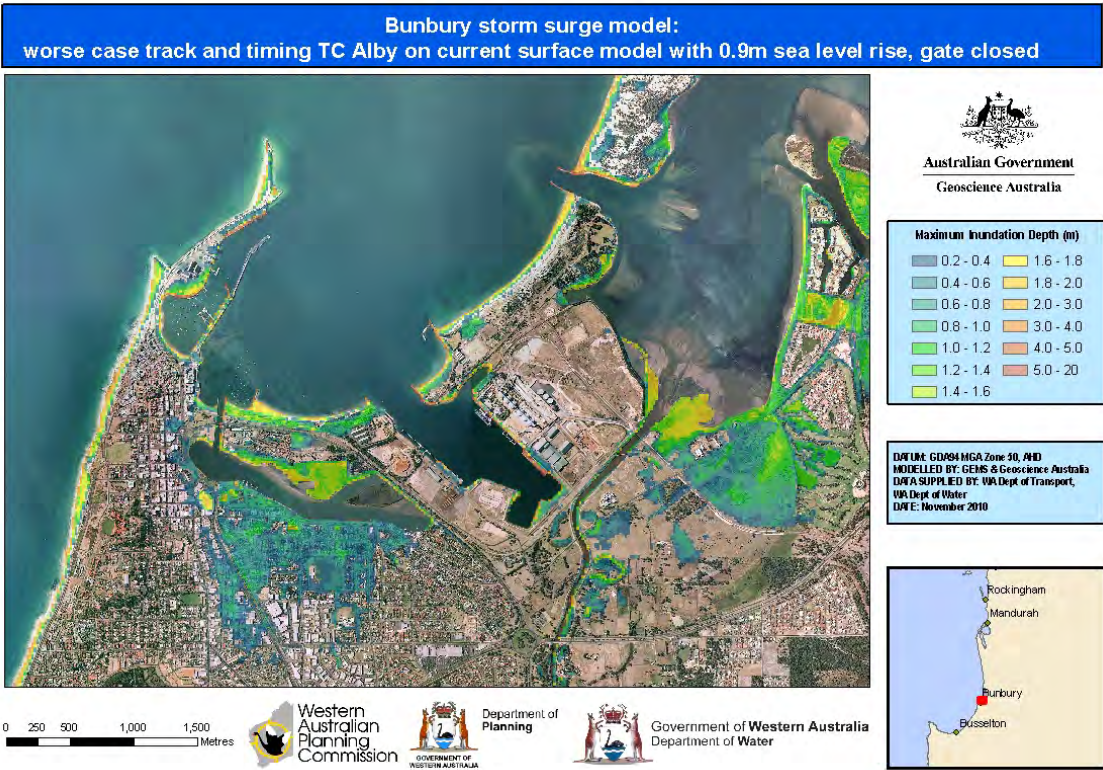 Bunbury storm surge model:
worse case track and timing TC Alby on current surface model with 0.9m sea level rise, gate closed
Australian Government
Geoscience Australia
Maximum Inundation Depth (m)
0.2 - 0.4
0.4 - 0.6
0.6 - 0.8
0.8 - 1.0
1.0 - 1.2
1.2 - 1.4
1.4 - 1.6
1.6 - 1.8
1.8 - 2.0
2.0 - 3.0
3.0 - 4.0
4.0 - 5.0
5.0 - 20
DATUM: GDA94 MGA Zone 50, AHD
MODELLED BY: GEMS & Geoscience Australia
DATA SUPPLIED BY: WA Dept of Transport,
WA Dept of Water
DATE: November 2010
Rockingham
Mandurah
Bunbury
Busselton
0 250 500 1,000 1,500
Metres
Western
Australian
Planning
Commission
GOVERNMENT OF
WESTERN AUSTRALIA
Department of
Planning
Government of Western Australia
Department of Water